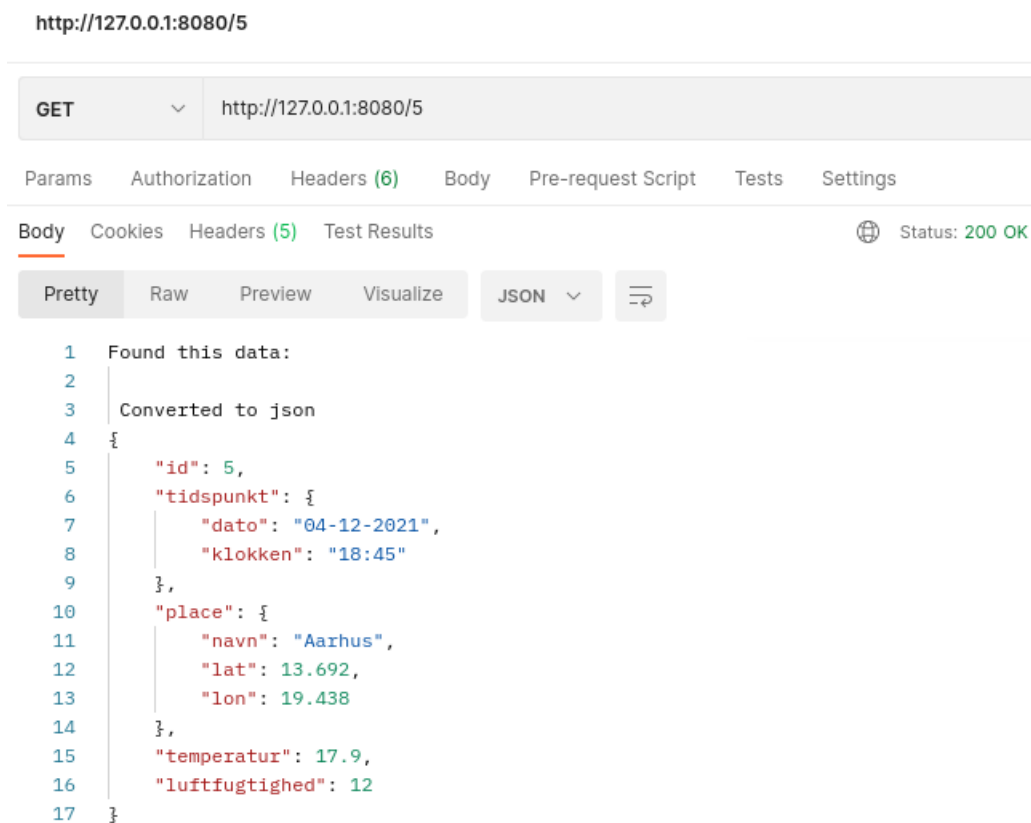 http://127.0.0.1:8080/5
GET http://127.0.0.1:8080/5
Params Authorization Headers (6) Body Pre-request Script Tests Settings
Body Cookies Headers (5) Test Results Status: 200 OK
Pretty Raw Preview Visualize JSON
1 Found this data:
2
3 Converted to json
4 {
5 "id": 5,
6 "tidspunkt": {
7 "dato": "04-12-2021",
8 "klokken": "18:45"
9 },
10 "place": {
11 "navn": "Aarhus",
12 "lat": 13.692,
13 "lon": 19.438
14 },
15 "temperatur": 17.9,
16 "luftfugtighed": 12
17 }